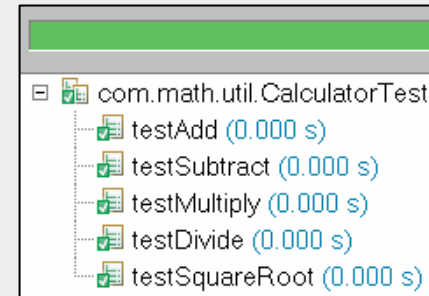 com.math.util.CalculatorTest
testAdd (0.000 s)
testSubtract (0.000 s)
testMultiply (0.000 s)
testDivide (0.000 s)
testSquareRoot (0.000 s)